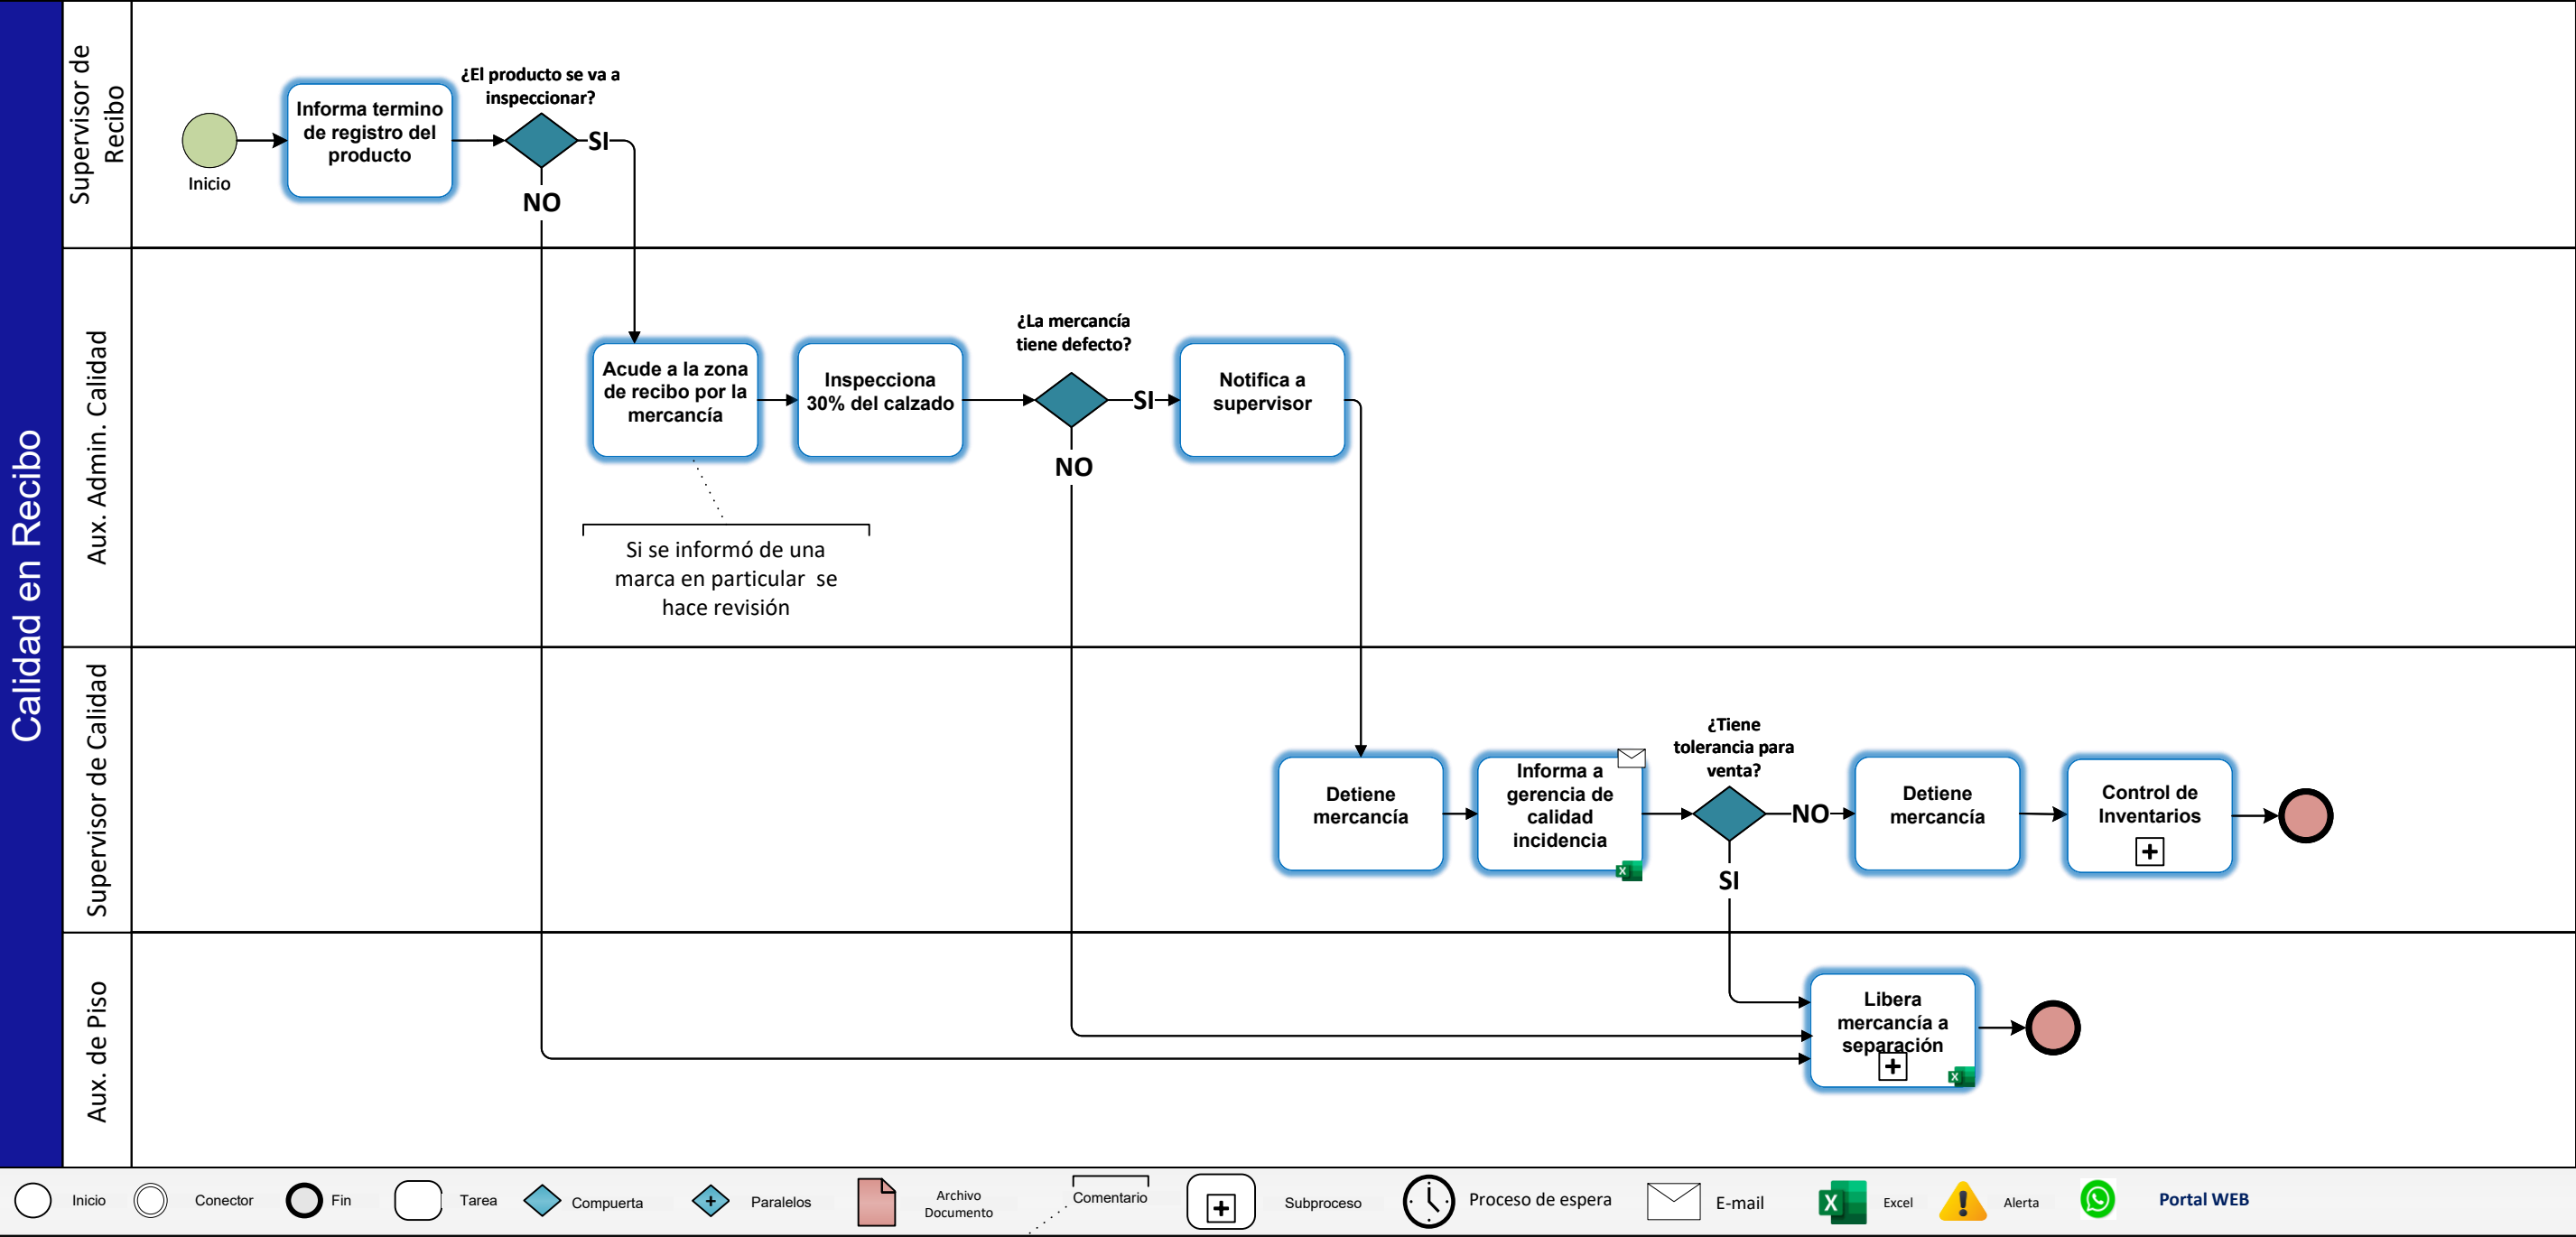 Calidad en Recibo
Supervisor de
Recibo
Inicio
Informa termino
de registro del
producto
¿El producto se va a
inspeccionar?
SI
NO
Aux. Admin. Calidad
Acude a la zona
de recibo por la
mercancía
Si se informó de una
marca en particular se
hace revisión
Inspecciona
30% del calzado
¿La mercancía
tiene defecto?
SI
NO
Notifica a
supervisor
Supervisor de Calidad
Detiene
mercancía
Informa a
gerencia de
calidad
incidencia
¿Tiene
tolerancia para
venta?
NO
SI
Detiene
mercancía
Control de
Inventarios
Aux. de Piso
Libera
mercancía a
separación
Inicio
Conector
Fin
Tarea
Compuerta
Paralelos
Archivo
Documento
Comentario
Subproceso
Proceso de espera
E-mail
Excel
Alerta
Portal WEB